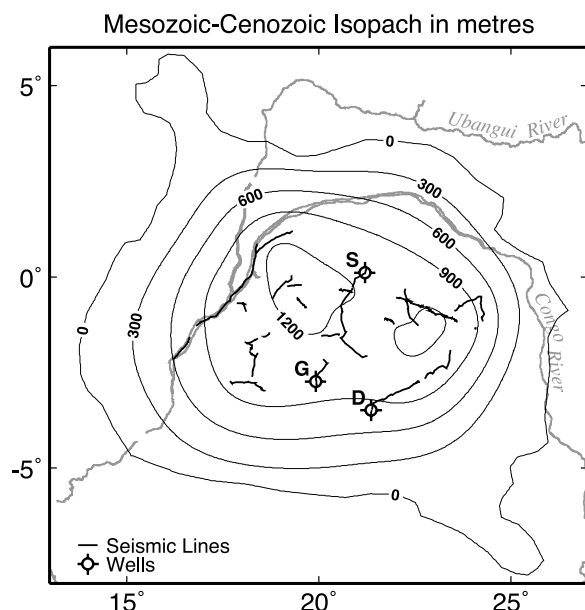 Mesozoic-Cenozoic Isopach in metres
5°
Ubangui River
0
300
600
600
S
900
0°
Congo River
0
300
1200
G
D
-5°
0
Seismic Lines
Wells
15°
20°
25°